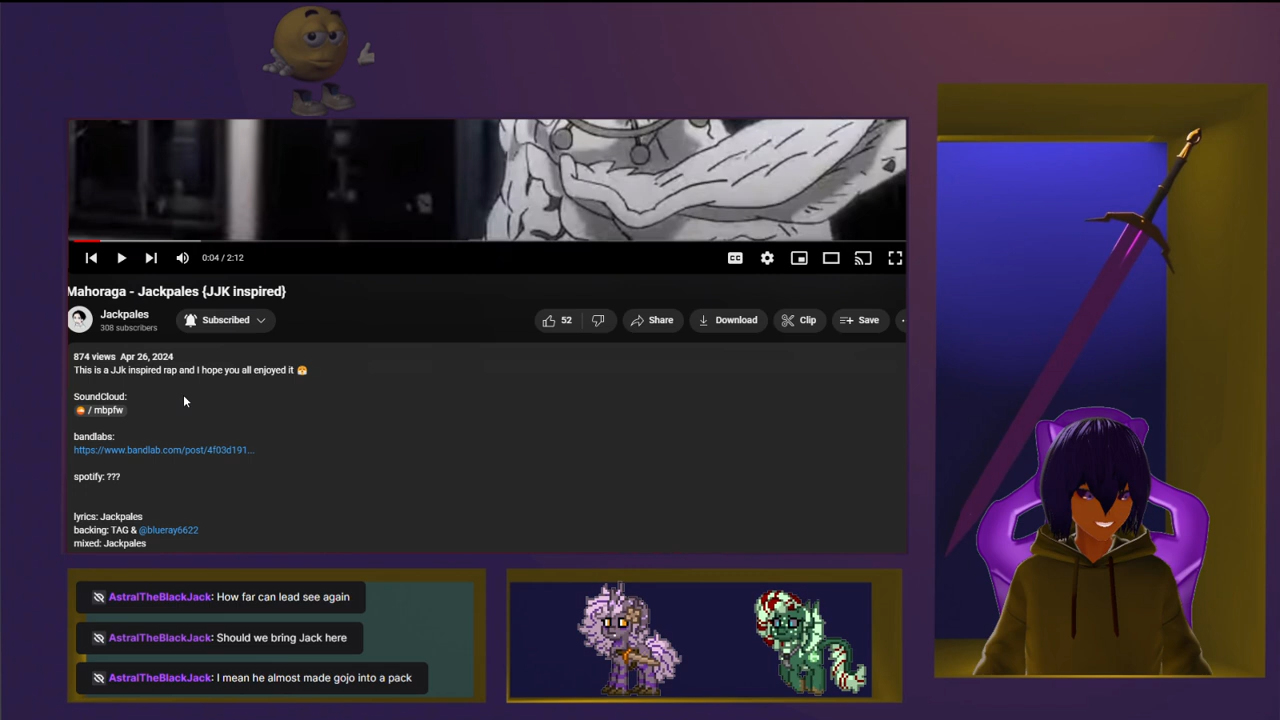 0:04 / 2:12
CC
Mahoraga - Jackpales {JJK inspired}
Jackpales
308 subscribers
Subscribed
52
Share
Download
Clip
Save
874 views Apr 26, 2024
This is a JJk inspired rap and I hope you all enjoyed it
SoundCloud:
/ mbpfw
bandlabs:
https://www.bandlab.com/post/4f03d191...
spotify: ???
lyrics: Jackpales
backing: TAG & @blueray6622
mixed: Jackpales
AstralTheBlackJack: How far can lead see again
AstralTheBlackJack: Should we bring Jack here
AstralTheBlackJack: I mean he almost made gojo into a pack